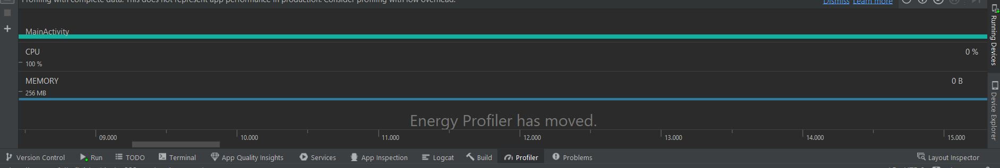 Profiling with complete data. This does not represent app performance in production. Consider profiling with low overhead.
Dismiss Learn more
MainActivity
CPU
0 %
100 %
MEMORY
0 B
256 MB
Energy Profiler has moved.
09.000 10.000 11.000 12.000 13.000 14.000 15.000
Version Control Run TODO Terminal App Quality Insights Services App Inspection Logcat Build Profiler Problems Layout Inspector
Running Devices
Device Explorer